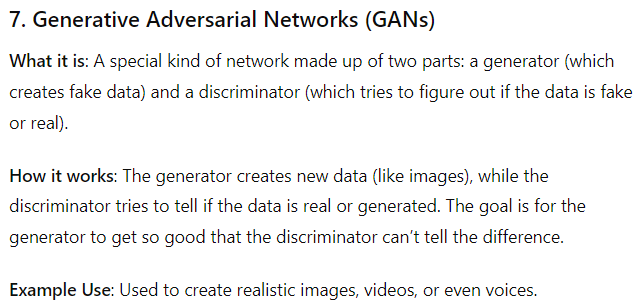 7. Generative Adversarial Networks (GANs)
What it is: A special kind of network made up of two parts: a generator (which
creates fake data) and a discriminator (which tries to figure out if the data is fake
or real).
How it works: The generator creates new data (like images), while the
discriminator tries to tell if the data is real or generated. The goal is for the
generator to get so good that the discriminator can’t tell the difference.
Example Use: Used to create realistic images, videos, or even voices.